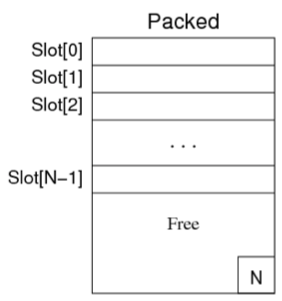 Packed
Slot[0]
Slot[1]
Slot[2]
. . .
Slot[N−1]
Free
N